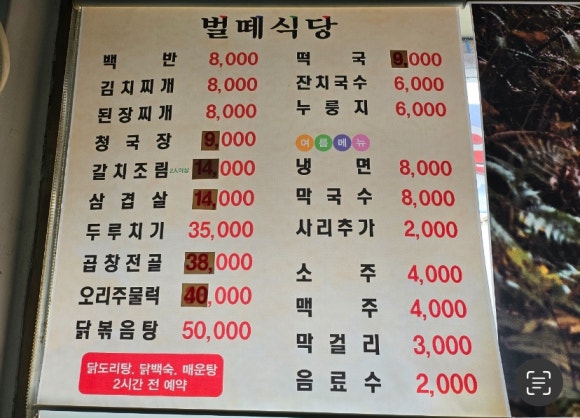 벌떼식당
백 반 8,000
김치찌개 8,000
된장찌개 8,000
청국장 9,000
갈치조림 2인이상 14,000
삼겹살 14,000
두루치기 35,000
곱창전골 38,000
오리주물럭 40,000
닭볶음탕 50,000
닭도리탕. 닭백숙. 매운탕
2시간 전 예약
떡 국 9,000
잔치국수 6,000
누룽지 6,000
여름메뉴
냉 면 8,000
막국수 8,000
사리추가 2,000
소 주 4,000
맥 주 4,000
막걸리 3,000
음료수 2,000